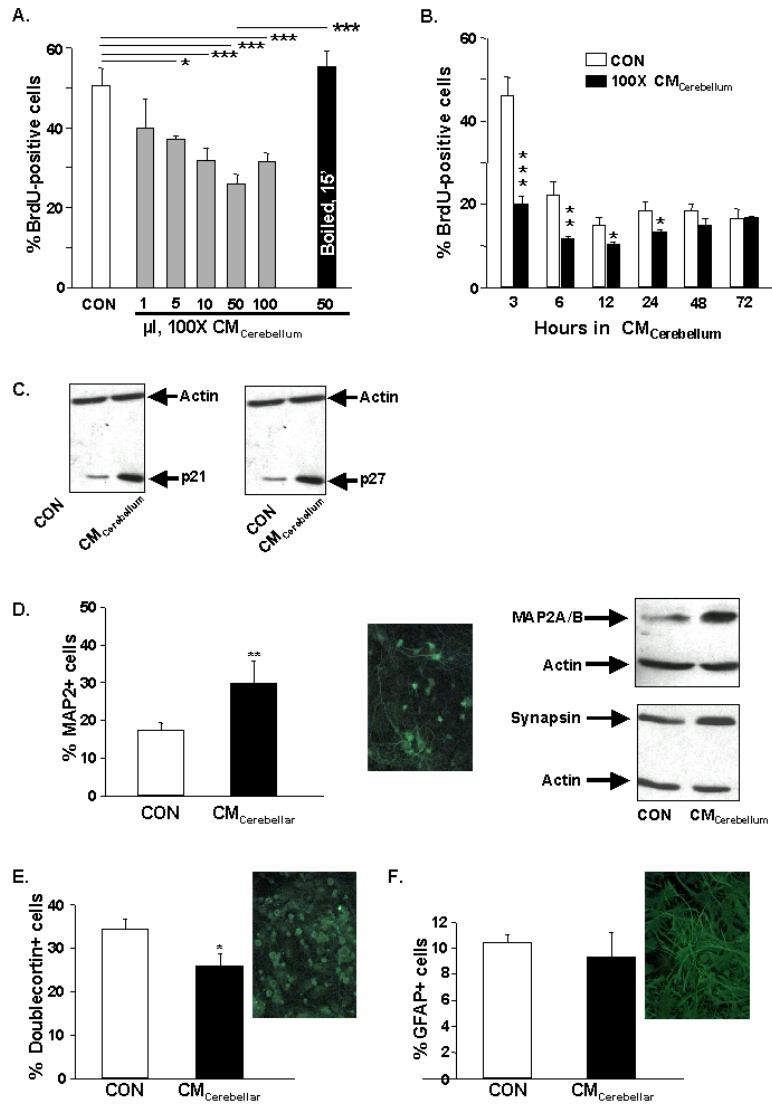 A.
***
***
***
***
*
% BrdU-positive cells
60
40
20
0
Boiled, 15'
CON
1 5 10 50 100 50
µl, 100X CMCerebellum
B.
CON
100X CMCerebellum
% BrdU-positive cells
60
40
20
0
***
**
*
*
3 6 12 24 48 72
Hours in CMCerebellum
C.
Actin
p21
CON
CMCerebellum
Actin
p27
CON
CMCerebellum
D.
% MAP2+ cells
50
40
30
20
10
0
**
CON CMCerebellar
MAP2A/B
Actin
Synapsin
Actin
CON CMCerebellum
E.
% Doublecortin+ cells
40
30
20
10
0
*
CON CMCerebellar
F.
% GFAP+ cells
12
10
8
6
4
2
0
CON CMCerebellar